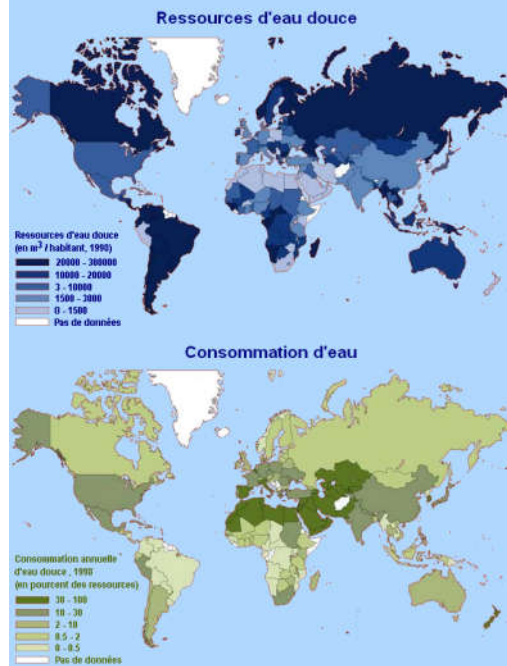 Ressources d'eau douce
Ressources d'eau douce
(en m³ / habitant, 1990)
20000 - 300000
10000 - 20000
3 - 10000
1500 - 3000
0 - 1500
Pas de données
Consommation d'eau
Consommation annuelle
d'eau douce , 1990
(en pourcent des ressources)
30 - 100
10 - 30
2 - 10
0.5 - 2
0 - 0.5
Pas de données